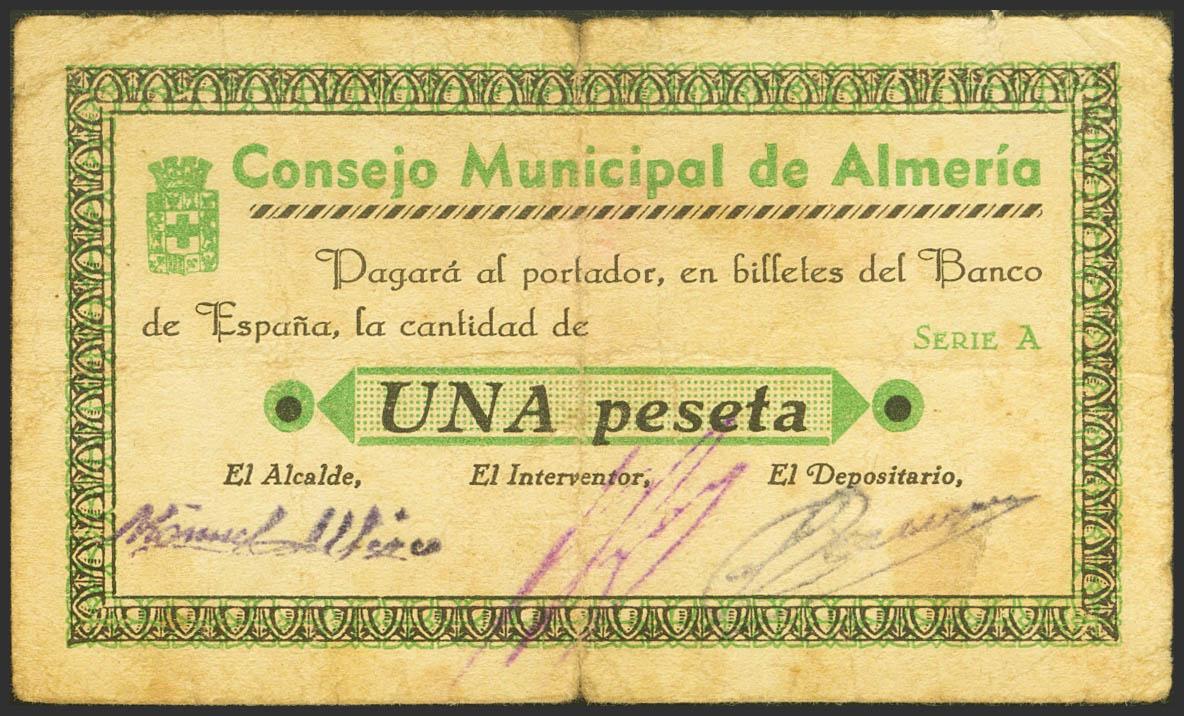 Consejo Municipal de Almería
Pagará al portador, en billetes del Banco
de España, la cantidad de
SERIE A
UNA peseta
El Alcalde, El Interventor, El Depositario,
Manuel